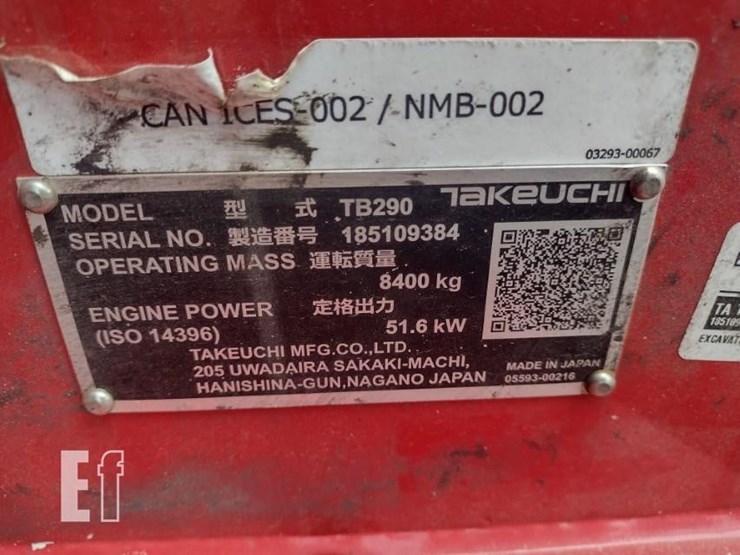 CAN ICES-002 / NMB-002
03293-00067
TAKEUCHI
MODEL 型 式 TB290
SERIAL NO. 製造番号 185109384
OPERATING MASS 運転質量
8400 kg
ENGINE POWER 定格出力
(ISO 14396) 51.6 kW
TAKEUCHI MFG.CO.,LTD.
205 UWADAIRA SAKAKI-MACHI,
HANISHINA-GUN,NAGANO JAPAN
MADE IN JAPAN
05593-00216
TA
Ef